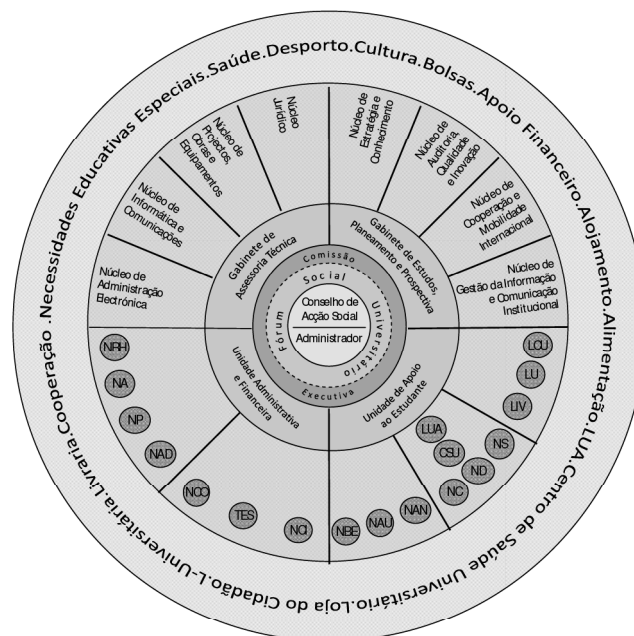 .Necessidades Educativas Especiais.Saúde.Desporto.Cultura.Bolsas.Apoio Financeiro.Alojamento.Alimentação.LUA.Centro de Saúde Universitário.Loja do Cidadão.L-Universitária.Livraria.Cooperação
Núcleo de
Administração
Electrónica
Núcleo de
Informática e
Comunicações
Núcleo de
Projectos,
Obras e
Equipamentos
Núcleo
Jurídico
Núcleo de
Estratégia e
Conhecimento
Núcleo de
Auditoria,
Qualidade
e Inovação
Núcleo de
Cooperação e
Mobilidade
Internacional
Núcleo de
Gestão da Informação
e Comunicação
Institucional
Gabinete de
Assessoria Técnica
Gabinete de Estudos,
Planeamento e Prospectiva
Comissão
Executiva
Fórum Social Universitário
Conselho de
Acção Social
Administrador
Unidade Administrativa
e Financeira
Unidade de Apoio
ao Estudante
NRH
NA
NP
NAD
NCO
TES
NCI
NBE
NAU
NAN
LUA
CSU
NC
ND
NS
LCU
LU
LIV